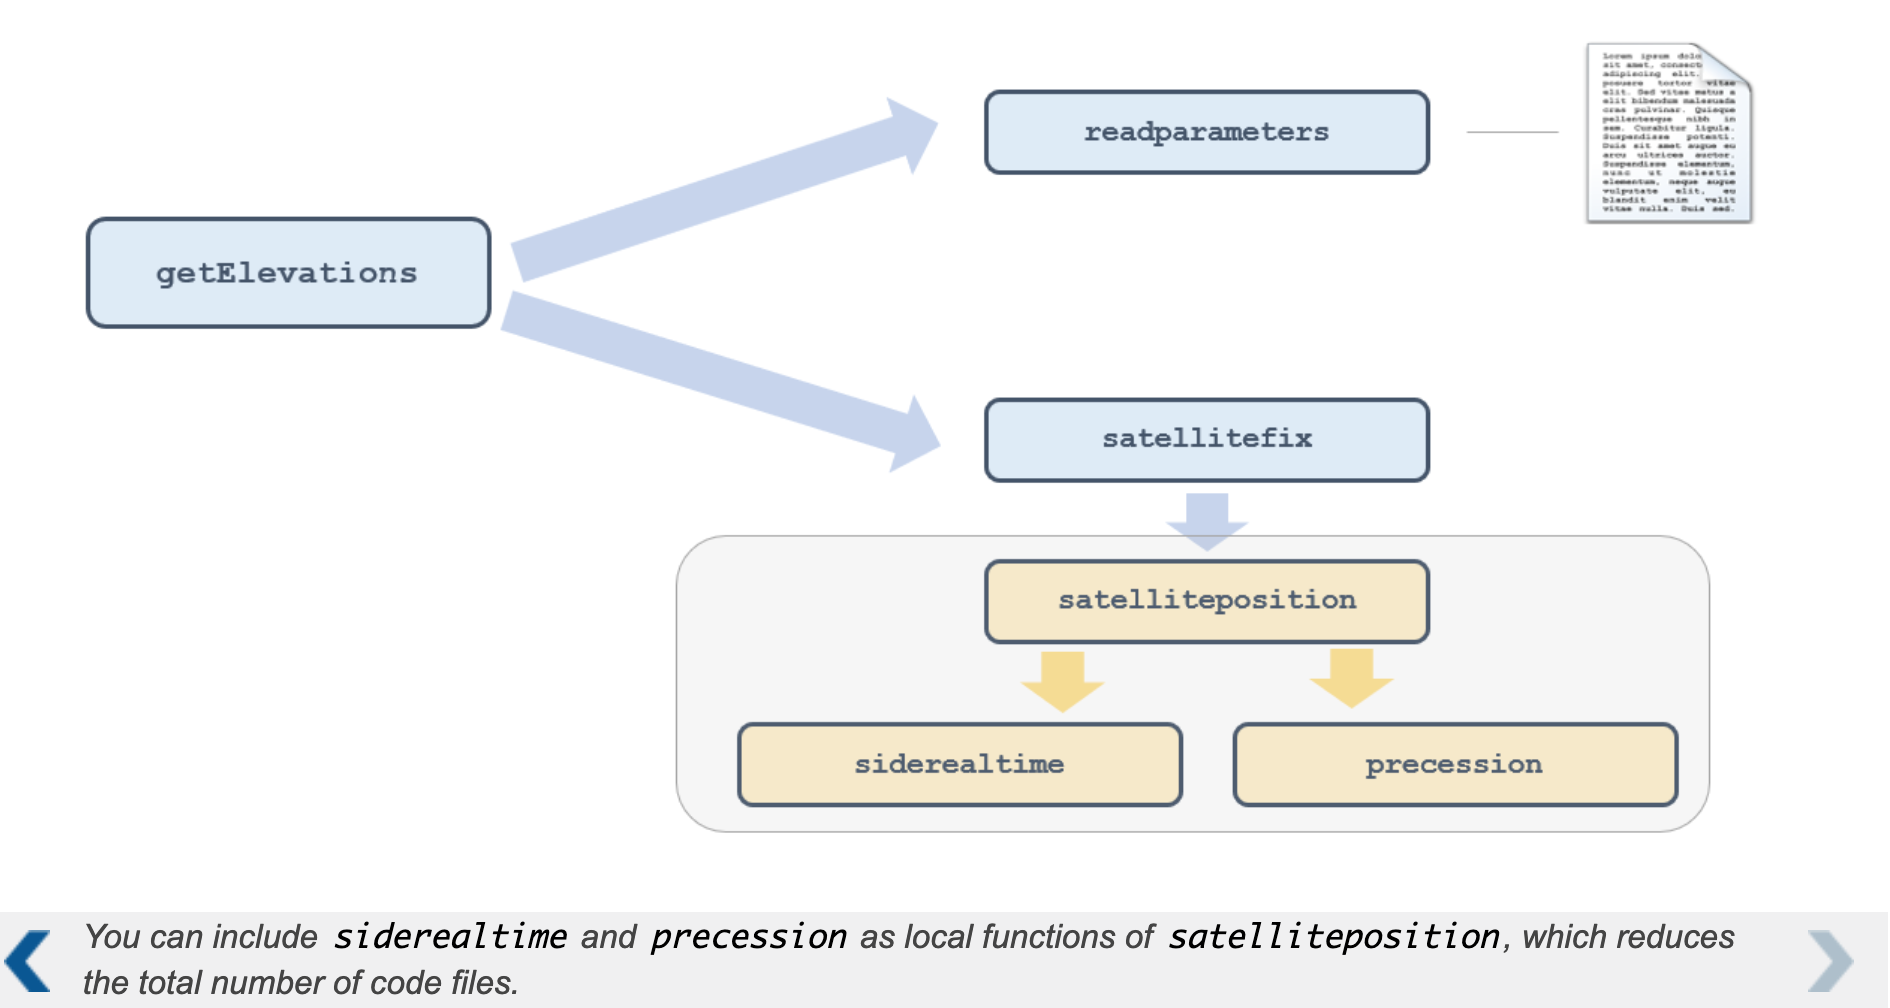 Lorem ipsum dolo
sit amet, consect
adipiscing elit.
posuere tortor vitae
elit. Sed vitae metus a
elit bibendum malesuada
cras pulvinar. Quisque
pellentesque nibh in
sem. Curabitur ligula.
Suspendisse potenti.
Duis sit amet augue eu
arcu ultrices auctor.
Suspendisse elementum,
nunc ut molestie
elementum, neque augue
vulputate elit, eu
blandit enim velit
vitae nulla. Duis sed.
readparameters
getElevations
satellitefix
satelliteposition
siderealtime
precession
You can include siderealtime and precession as local functions of satelliteposition, which reduces
the total number of code files.